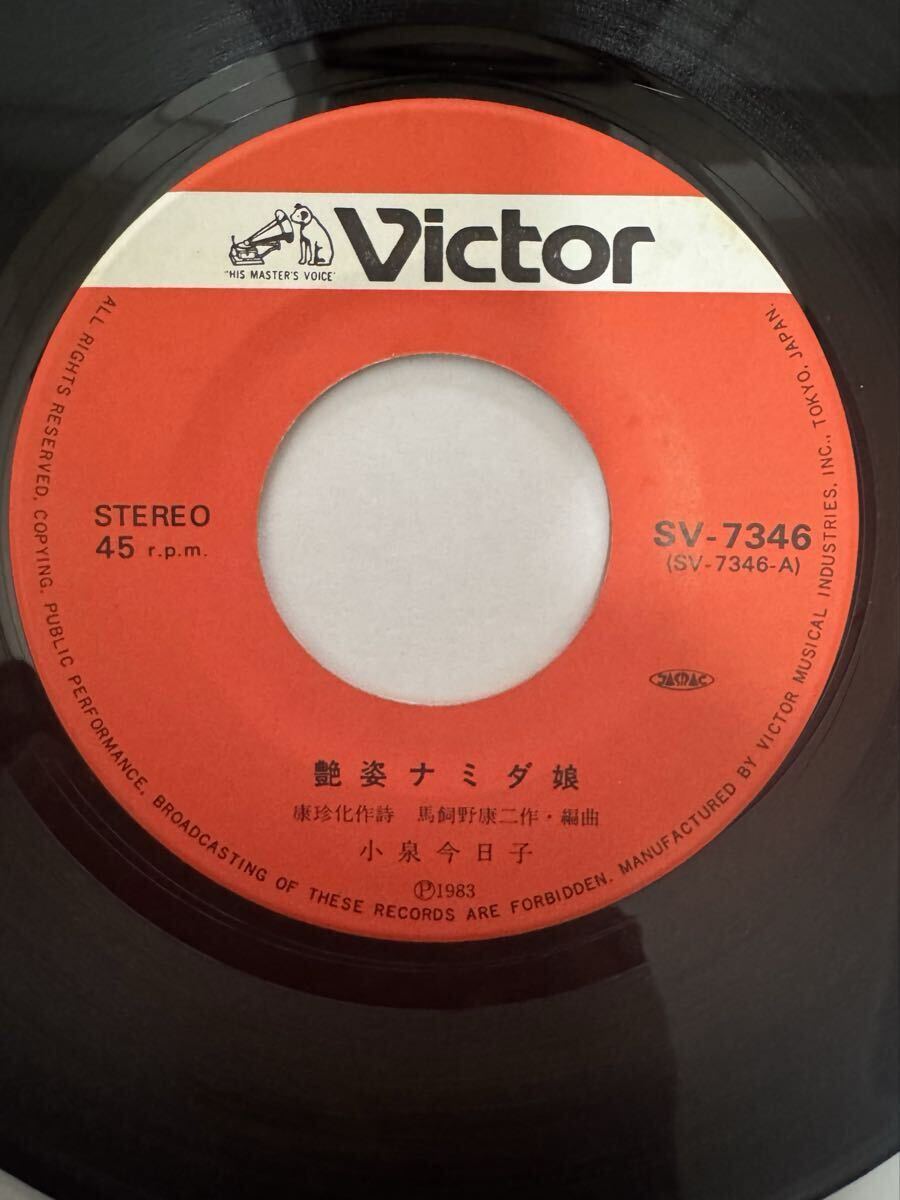 "HIS MASTER'S VOICE"
Victor
STEREO
45 r.p.m.
SV-7346
(SV-7346-A)
JASRAC
艶姿ナミダ娘
康珍化作詩 馬飼野康二作・編曲
小泉今日子
Ⓟ1983
ALL RIGHTS RESERVED. COPYING. PUBLIC PERFORMANCE, BROADCASTING OF THESE RECORDS ARE FORBIDDEN. MANUFACTURED BY VICTOR MUSICAL INDUSTRIES, INC., TOKYO, JAPAN.